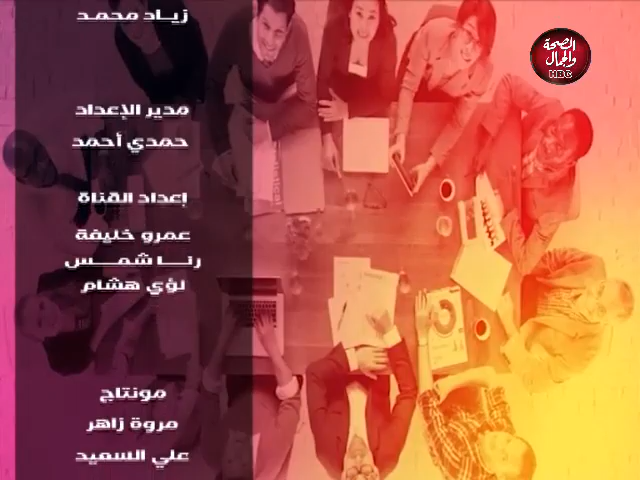 زياد محمد
الصحة
والجمال
HBC
مدير الإعداد
حمدي أحمد
إعداد القناة
عمرو خليفة
رنا شمس
لؤي هشام
مونتاج
مروة زاهر
علي السعيد